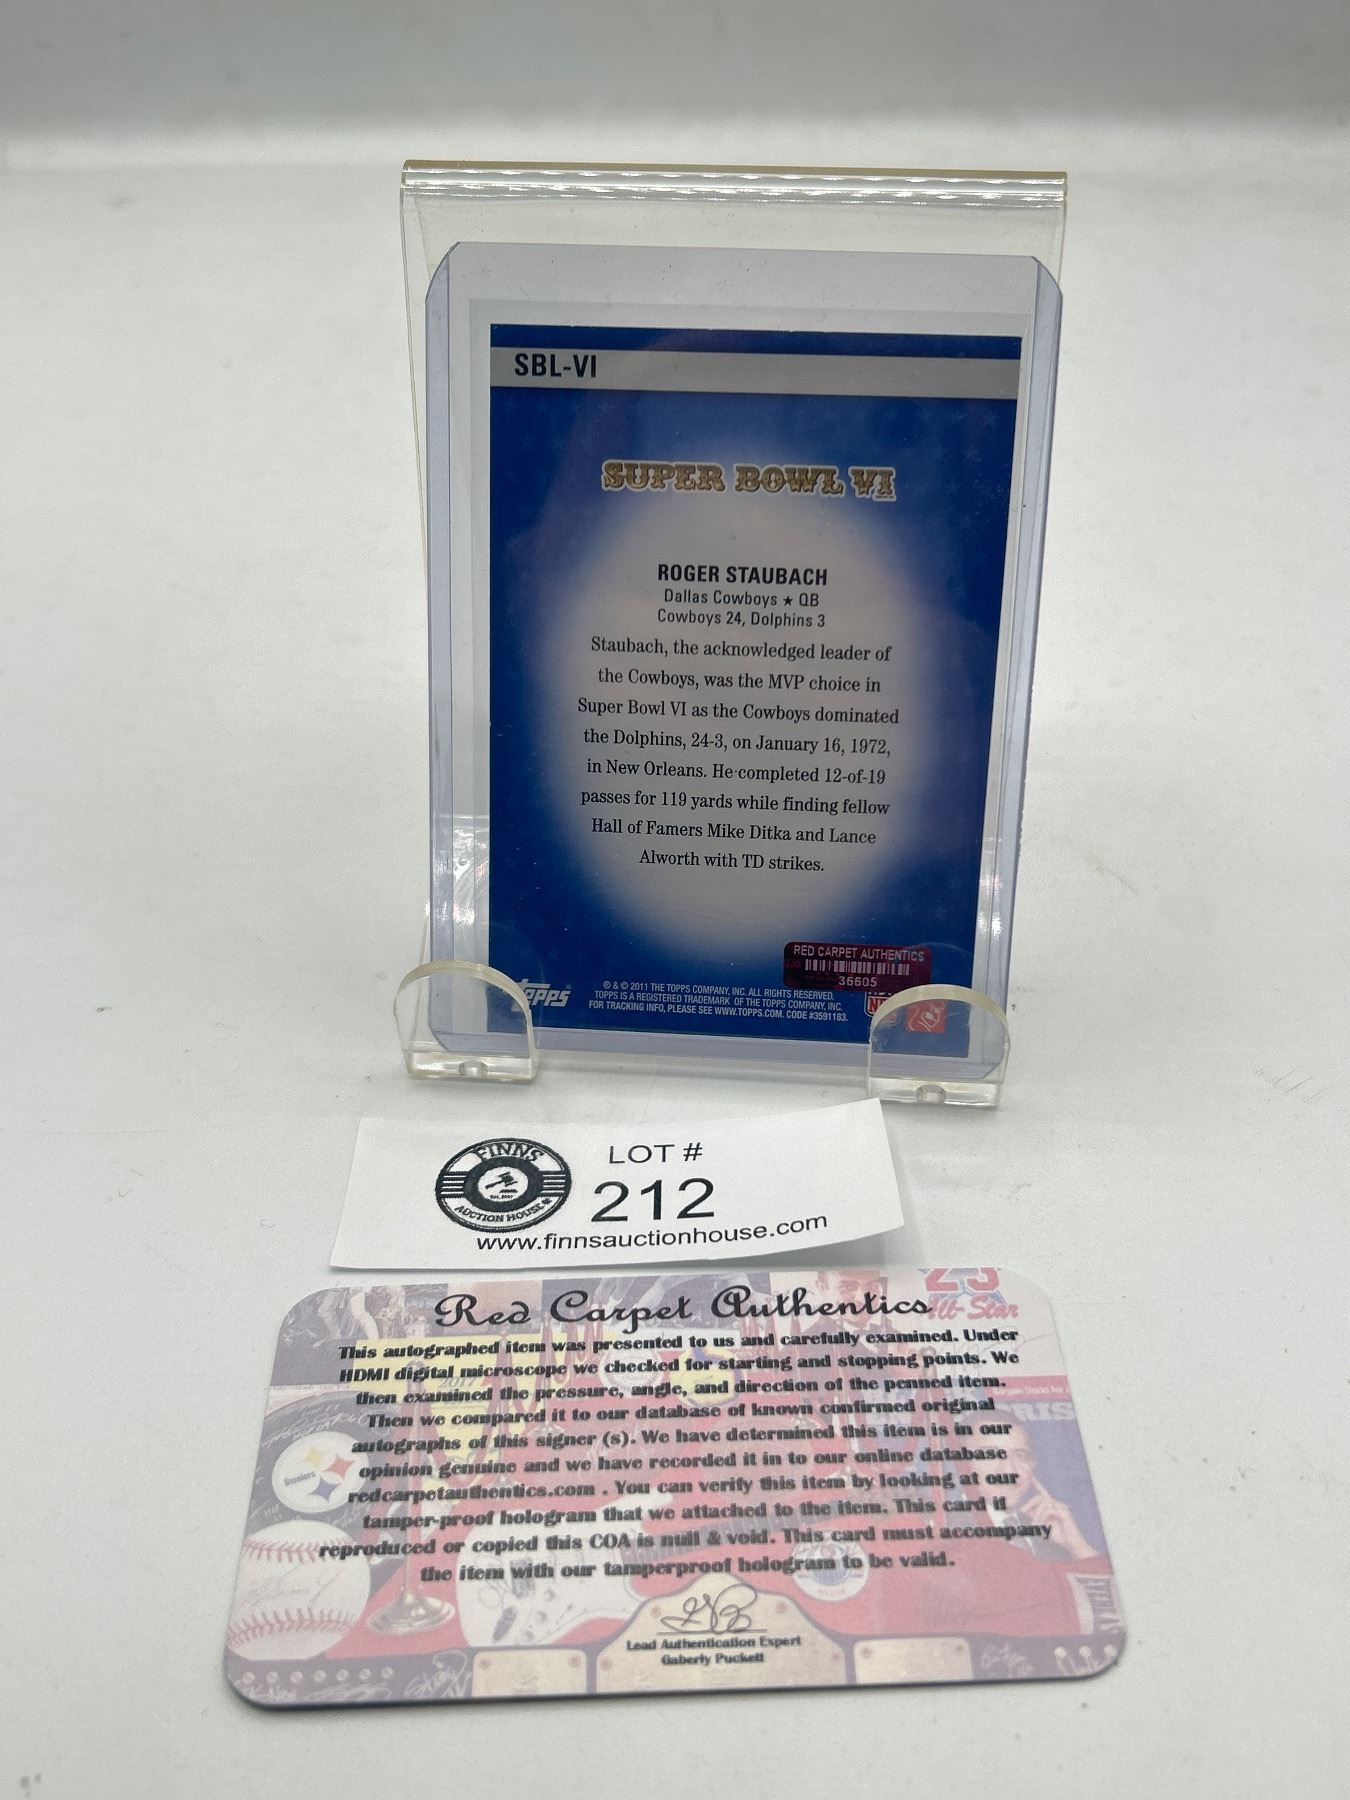 SBL-VI
SUPER BOWL VI
ROGER STAUBACH
Dallas Cowboys ★ QB
Cowboys 24, Dolphins 3
Staubach, the acknowledged leader of
the Cowboys, was the MVP choice in
Super Bowl VI as the Cowboys dominated
the Dolphins, 24-3, on January 16, 1972,
in New Orleans. He completed 12-of-19
passes for 119 yards while finding fellow
Hall of Famers Mike Ditka and Lance
Alworth with TD strikes.
RED CARPET AUTHENTICS
36605
TOPPS
® & © 2011 THE TOPPS COMPANY, INC. ALL RIGHTS RESERVED.
TOPPS IS A REGISTERED TRADEMARK OF THE TOPPS COMPANY, INC.
FOR TRACKING INFO, PLEASE SEE WWW.TOPPS.COM. CODE #3591183.
FINNS
AUCTION HOUSE
LOT #
212
www.finnsauctionhouse.com
Red Carpet Authentics
All-Star
This autographed item was presented to us and carefully examined. Under
HDMI digital microscope we checked for starting and stopping points. We
then examined the pressure, angle, and direction of the penned item.
Then we compared it to our database of known confirmed original
autographs of this signer (s). We have determined this item is in our
opinion genuine and we have recorded it in to our online database
redcarpetauthentics.com . You can verify this item by looking at our
tamper-proof hologram that we attached to the item. This card if
reproduced or copied this COA is null & void. This card must accompany
the item with our tamperproof hologram to be valid.
Steelers
Lead Authentication Expert
Gaberly Puckett